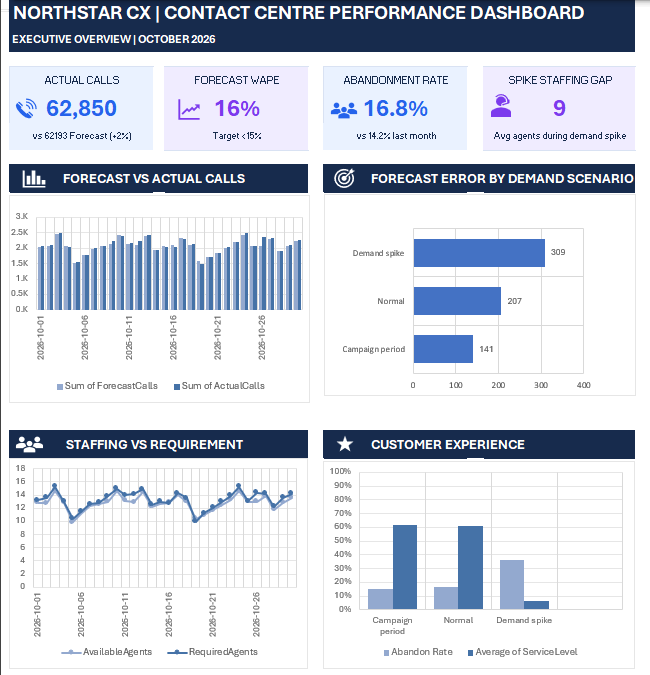 NORTHSTAR CX | CONTACT CENTRE PERFORMANCE DASHBOARD
EXECUTIVE OVERVIEW | OCTOBER 2026
ACTUAL CALLS
62,850
vs 62193 Forecast (+2%)
FORECAST WAPE
16%
Target <15%
ABANDONMENT RATE
16.8%
vs 14.2% last month
SPIKE STAFFING GAP
9
Avg agents during demand spike
FORECAST VS ACTUAL CALLS
3.K
2.5K
2.K
1.5K
1.K
0.5K
0.K
2026-10-01
2026-10-06
2026-10-11
2026-10-16
2026-10-21
2026-10-26
Sum of ForecastCalls
Sum of ActualCalls
FORECAST ERROR BY DEMAND SCENARIO
Demand spike
309
Normal
207
Campaign period
141
0 100 200 300 400
STAFFING VS REQUIREMENT
18
16
14
12
10
8
6
4
2
0
2026-10-01
2026-10-06
2026-10-11
2026-10-16
2026-10-21
2026-10-26
AvailableAgents
RequiredAgents
CUSTOMER EXPERIENCE
100%
90%
80%
70%
60%
50%
40%
30%
20%
10%
0%
Campaign
period
Normal
Demand spike
Abandon Rate
Average of ServiceLevel